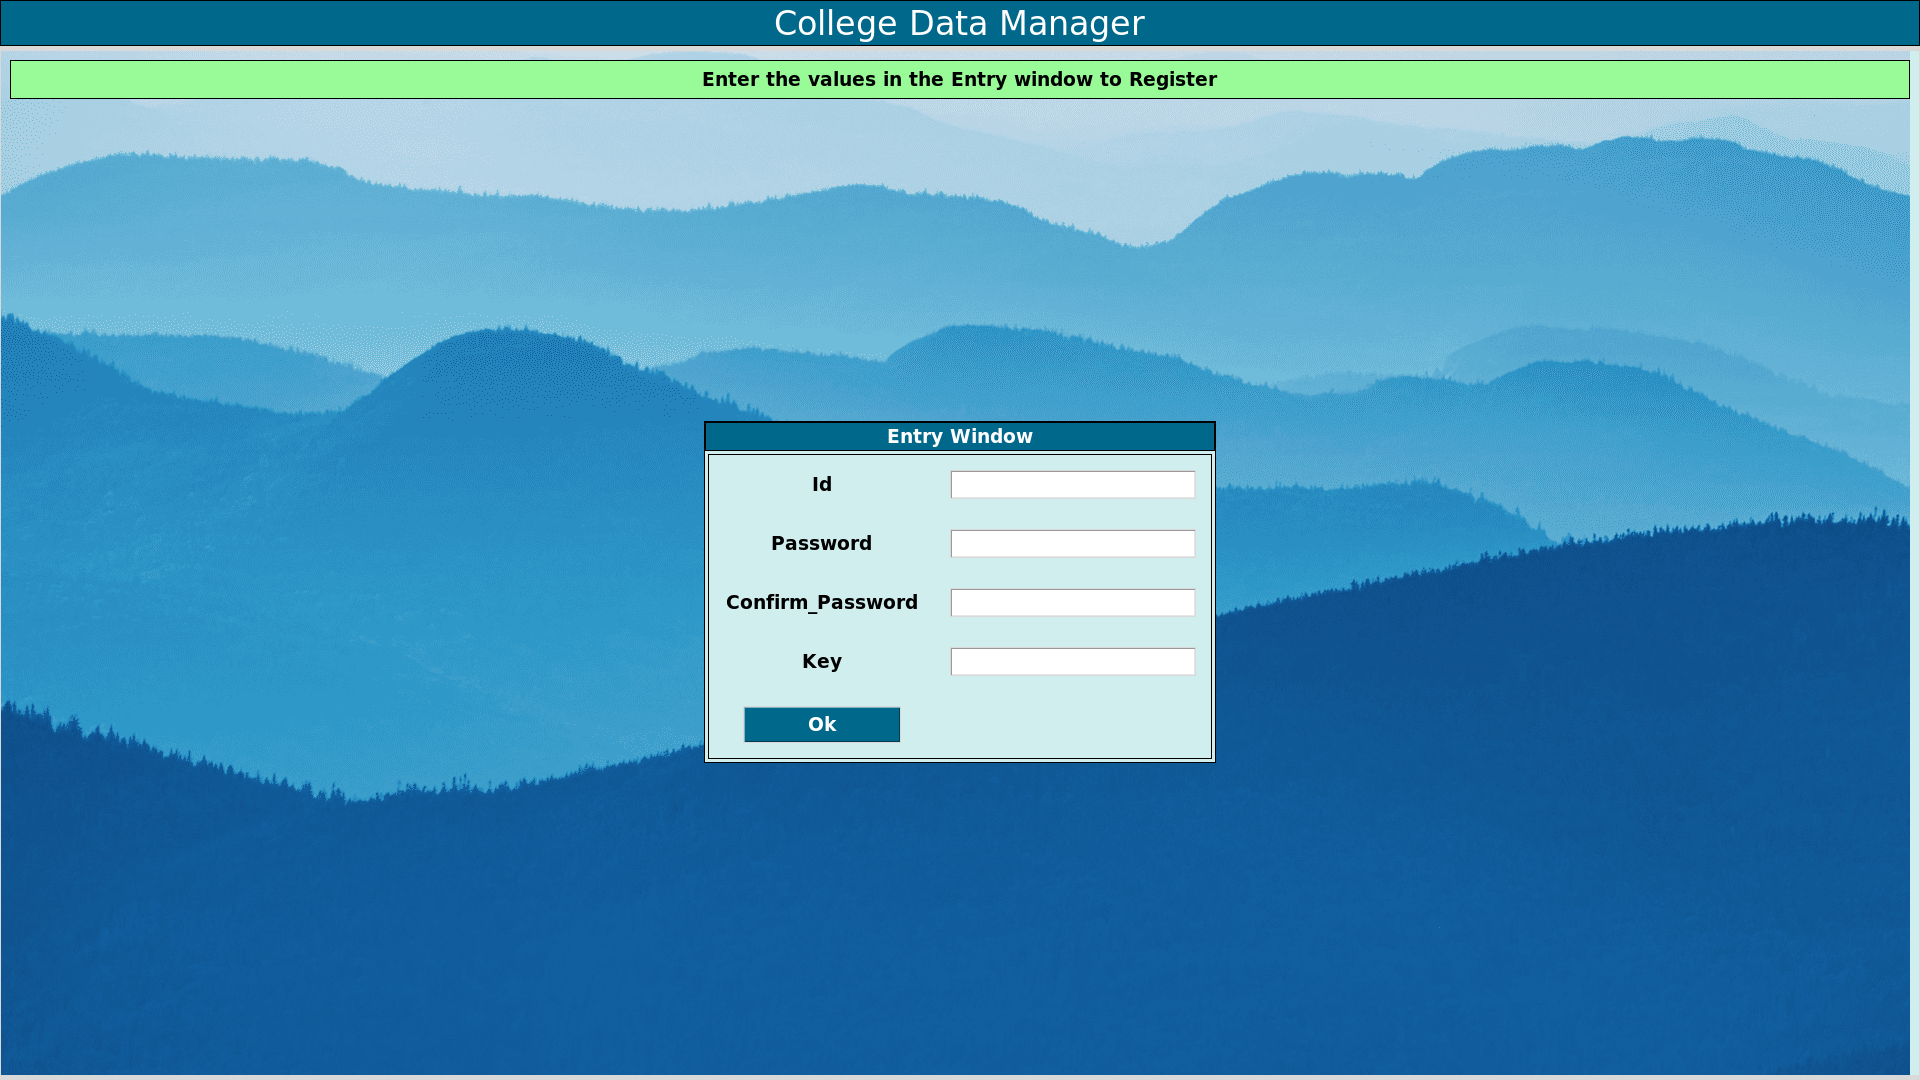 College Data Manager
Enter the values in the Entry window to Register
Entry Window
Id
Password
Confirm_Password
Key
Ok